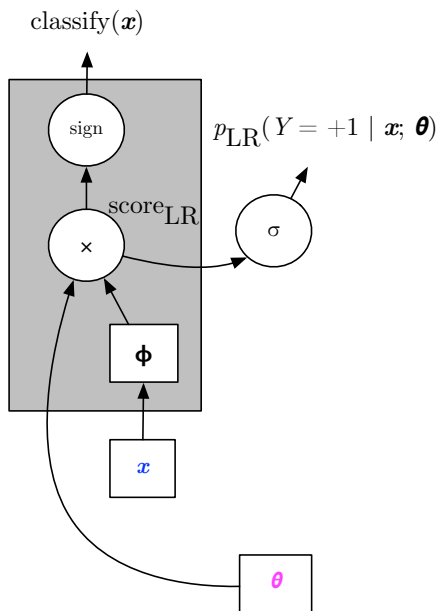 classify(𝒙)
sign
p_LR(Y = +1 | 𝒙; 𝜽)
score_LR
×
σ
ϕ
𝒙
𝜽